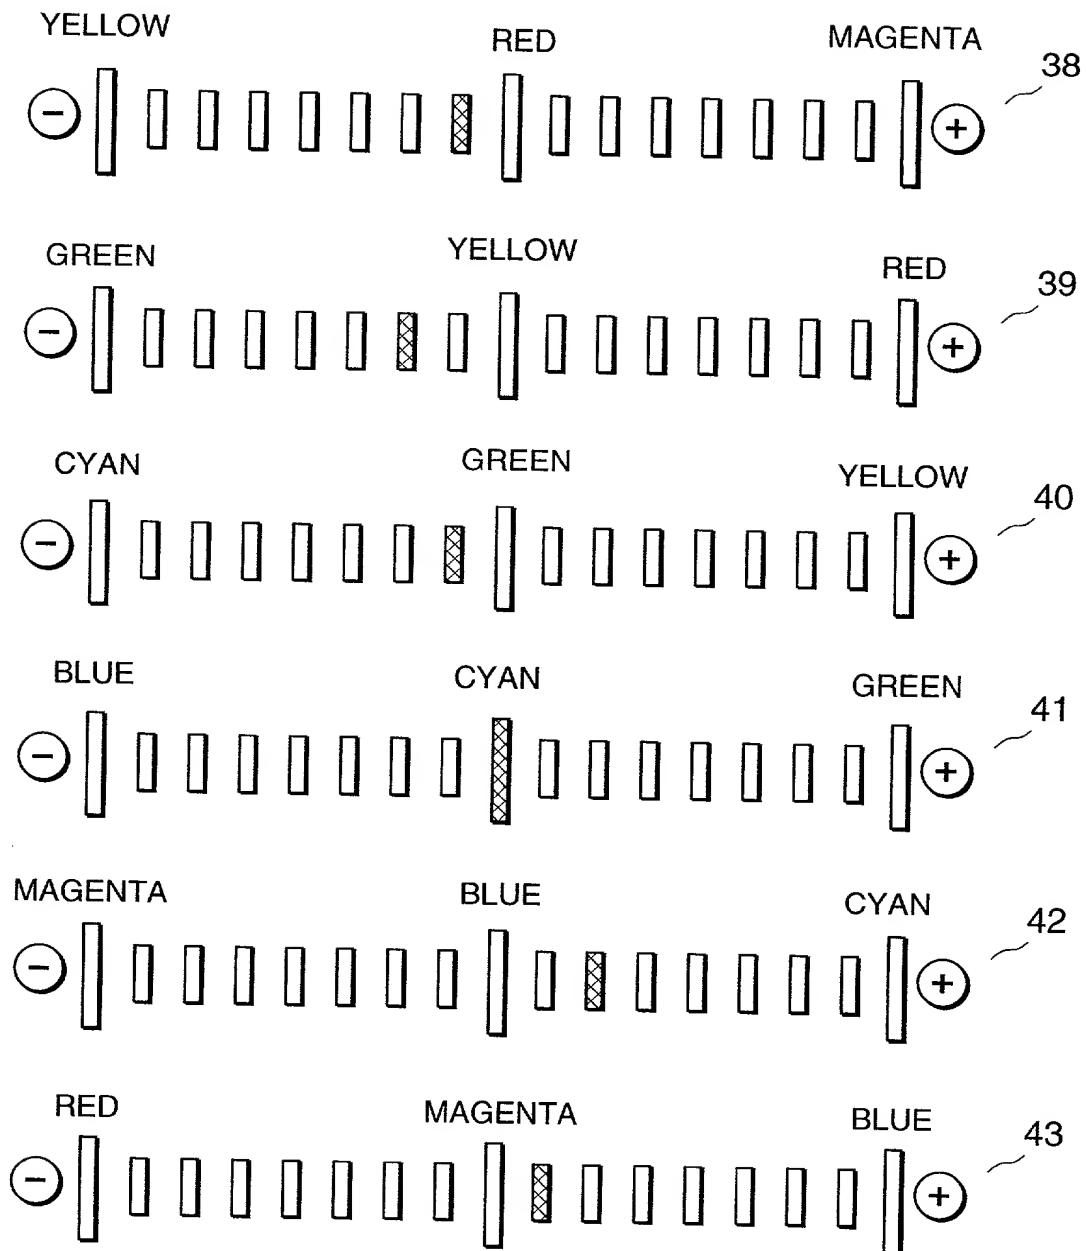 YELLOW RED MAGENTA 38
− +
GREEN YELLOW RED 39
− +
CYAN GREEN YELLOW 40
− +
BLUE CYAN GREEN 41
− +
MAGENTA BLUE CYAN 42
− +
RED MAGENTA BLUE 43
− +